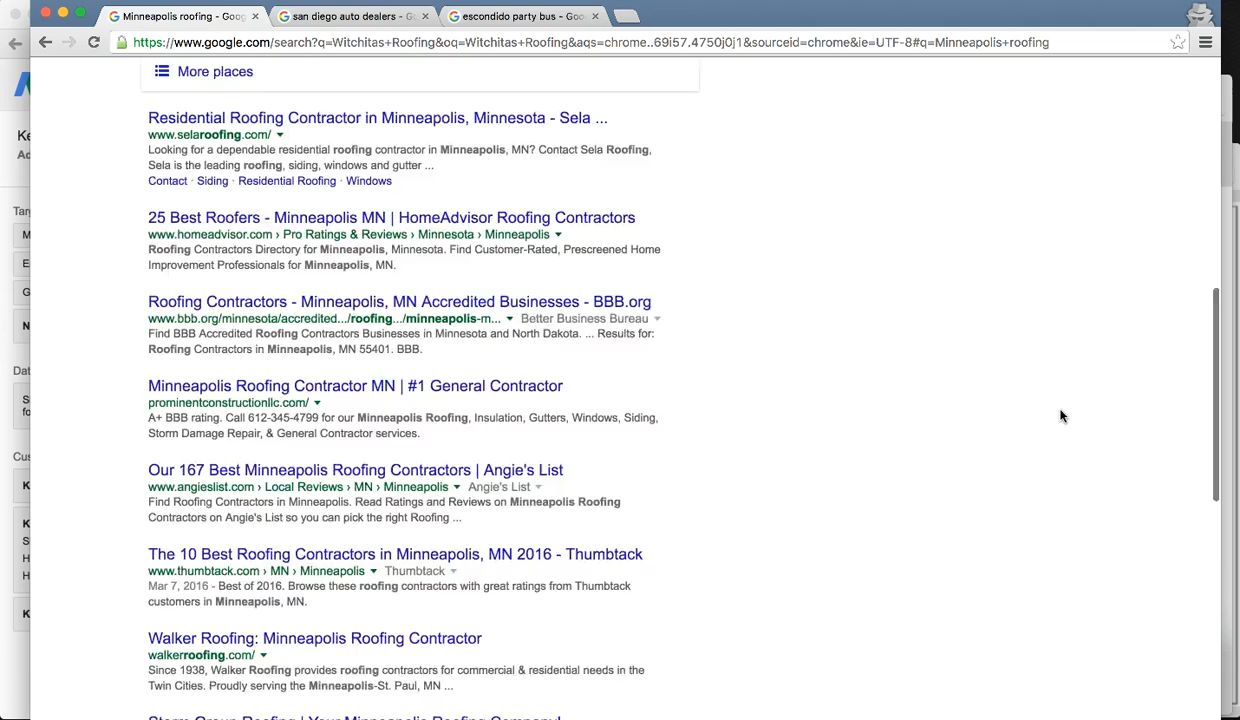 Minneapolis roofing - Goog
san diego auto dealers - G
escondido party bus - Goo
https://www.google.com/search?q=Witchitas+Roofing&oq=Witchitas+Roofing&aqs=chrome..69i57.4750j0j1&sourceid=chrome&ie=UTF-8#q=Minneapolis+roofing
More places
Residential Roofing Contractor in Minneapolis, Minnesota - Sela ...
www.selaroofing.com/
Looking for a dependable residential roofing contractor in Minneapolis, MN? Contact Sela Roofing,
Sela is the leading roofing, siding, windows and gutter ...
Contact · Siding · Residential Roofing · Windows
25 Best Roofers - Minneapolis MN | HomeAdvisor Roofing Contractors
www.homeadvisor.com › Pro Ratings & Reviews › Minnesota › Minneapolis
Roofing Contractors Directory for Minneapolis, Minnesota. Find Customer-Rated, Prescreened Home
Improvement Professionals for Minneapolis, MN.
Roofing Contractors - Minneapolis, MN Accredited Businesses - BBB.org
www.bbb.org/minnesota/accredited.../roofing.../minneapolis-m... Better Business Bureau
Find BBB Accredited Roofing Contractors Businesses in Minnesota and North Dakota. ... Results for:
Roofing Contractors in Minneapolis, MN 55401. BBB.
Minneapolis Roofing Contractor MN | #1 General Contractor
prominentconstructionllc.com/
A+ BBB rating. Call 612-345-4799 for our Minneapolis Roofing, Insulation, Gutters, Windows, Siding,
Storm Damage Repair, & General Contractor services.
Our 167 Best Minneapolis Roofing Contractors | Angie's List
www.angieslist.com › Local Reviews › MN › Minneapolis Angie's List
Find Roofing Contractors in Minneapolis. Read Ratings and Reviews on Minneapolis Roofing
Contractors on Angie's List so you can pick the right Roofing ...
The 10 Best Roofing Contractors in Minneapolis, MN 2016 - Thumbtack
www.thumbtack.com › MN › Minneapolis Thumbtack
Mar 7, 2016 - Best of 2016. Browse these roofing contractors with great ratings from Thumbtack
customers in Minneapolis, MN.
Walker Roofing: Minneapolis Roofing Contractor
walkerroofing.com/
Since 1938, Walker Roofing provides roofing contractors for commercial & residential needs in the
Twin Cities. Proudly serving the Minneapolis-St. Paul, MN ...
Storm Group Roofing | Your Minneapolis Roofing Company!